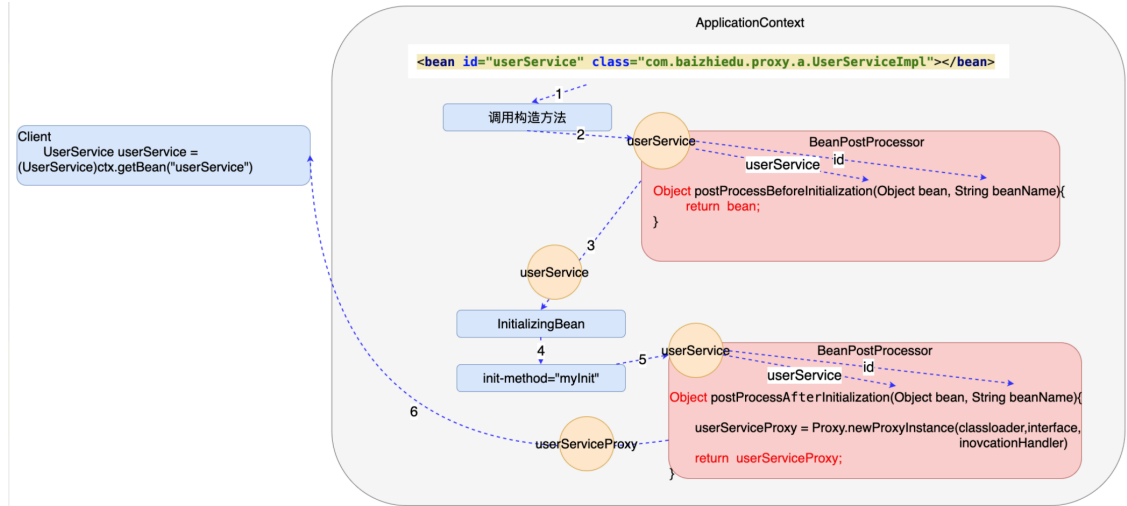 ApplicationContext
<bean id="userService" class="com.baizhiedu.proxy.a.UserServiceImpl"></bean>
1
调用构造方法
2
userService
BeanPostProcessor
id
userService
Object postProcessBeforeInitialization(Object bean, String beanName){
return bean;
}
Client
UserService userService =
(UserService)ctx.getBean("userService")
3
userService
InitializingBean
4
init-method="myInit"
5
userService
BeanPostProcessor
id
userService
Object postProcessAfterInitialization(Object bean, String beanName){
userServiceProxy = Proxy.newProxyInstance(classloader,interface,
inovcationHandler)
return userServiceProxy;
}
6
userServiceProxy